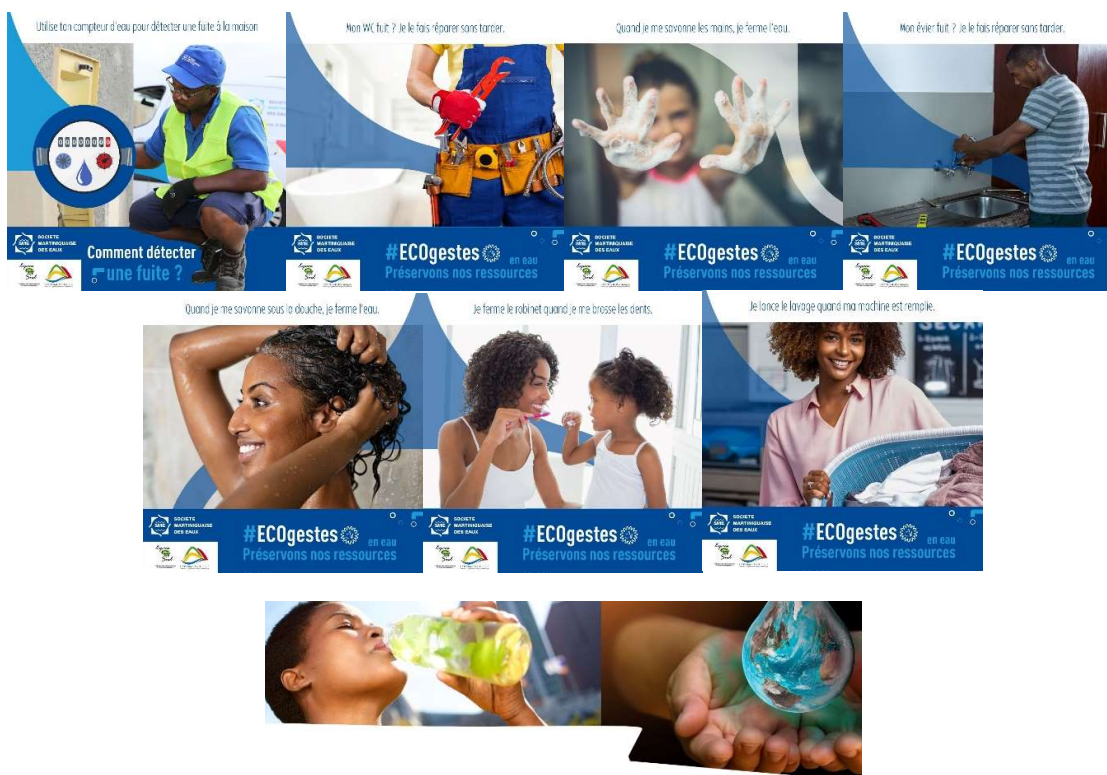 Utilise ton compteur d'eau pour détecter une fuite à la maison
SOCIETE
MARTINIQUAISE
DES EAUX
Comment détecter
une fuite ?
Mon WC fuit ? Je le fais réparer sans tarder.
SOCIETE
MARTINIQUAISE
DES EAUX
#ECOgestes
en eau
Préservons nos ressources
Quand je me savonne les mains, je ferme l'eau.
SOCIETE
MARTINIQUAISE
DES EAUX
#ECOgestes
en eau
Préservons nos ressources
Mon évier fuit ? Je le fais réparer sans tarder.
SOCIETE
MARTINIQUAISE
DES EAUX
#ECOgestes
en eau
Préservons nos ressources
Quand je me savonne sous la douche, je ferme l'eau.
SOCIETE
MARTINIQUAISE
DES EAUX
#ECOgestes
en eau
Préservons nos ressources
Je ferme le robinet quand je me brosse les dents.
SOCIETE
MARTINIQUAISE
DES EAUX
#ECOgestes
en eau
Préservons nos ressources
Je lance le lavage quand ma machine est remplie.
SOCIETE
MARTINIQUAISE
DES EAUX
#ECOgestes
en eau
Préservons nos ressources